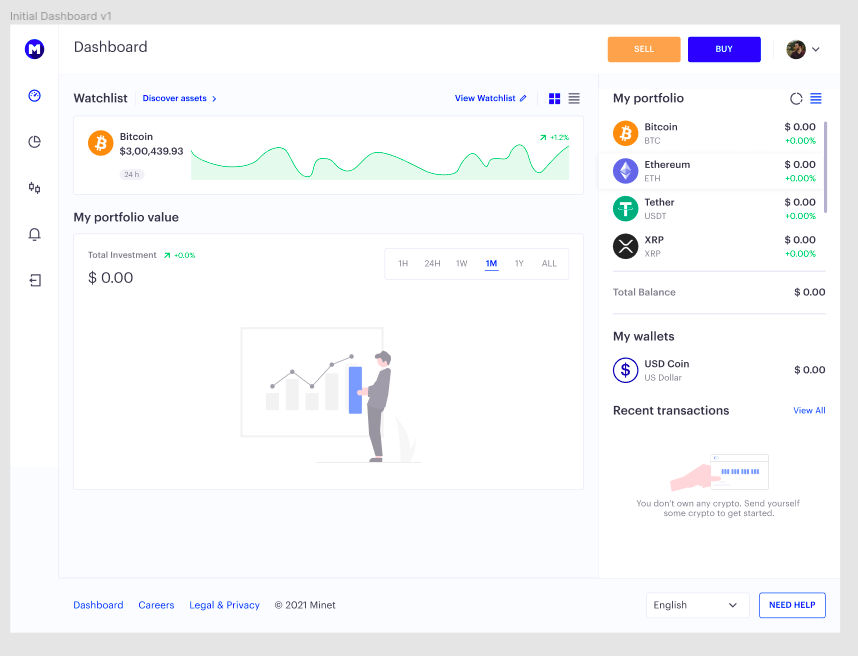 Initial Dashboard v1
M
Dashboard
SELL
BUY
Watchlist
Discover assets
View Watchlist
Bitcoin
$3,00,439.93
24 h
+1.2%
My portfolio value
Total Investment
+0.0%
$ 0.00
1H 24H 1W 1M 1Y ALL
My portfolio
Bitcoin $ 0.00
BTC +0.00%
Ethereum $ 0.00
ETH +0.00%
Tether $ 0.00
USDT +0.00%
XRP $ 0.00
XRP +0.00%
Total Balance $ 0.00
My wallets
USD Coin
US Dollar
$ 0.00
Recent transactions View All
You don't own any crypto. Send yourself
some crypto to get started.
Dashboard Careers Legal & Privacy © 2021 Minet
English
NEED HELP